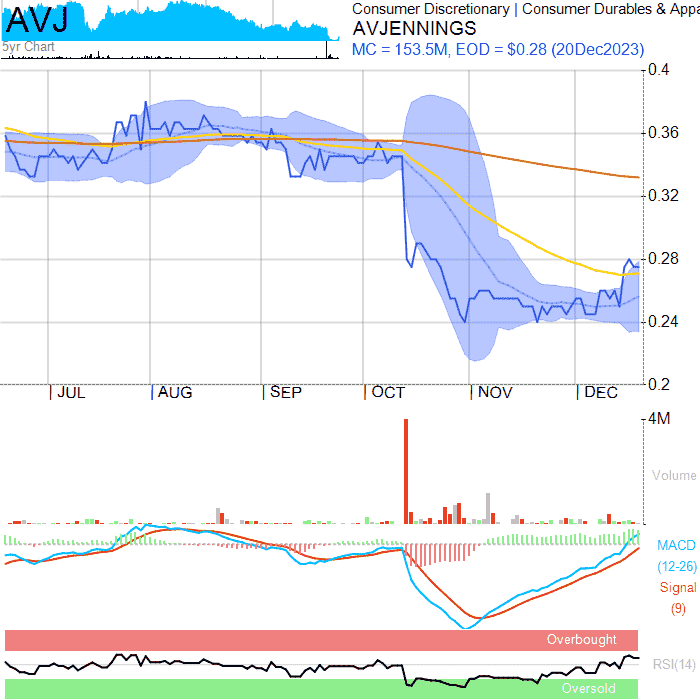 AVJ
5yr Chart
Consumer Discretionary | Consumer Durables & Appa
AVJENNINGS
MC = 153.5M, EOD = $0.28 (20Dec2023)
0.4
0.36
0.32
0.28
0.24
0.2
JUL AUG SEP OCT NOV DEC
4M
Volume
MACD
(12-26)
Signal
(9)
Overbought
RSI(14)
Oversold